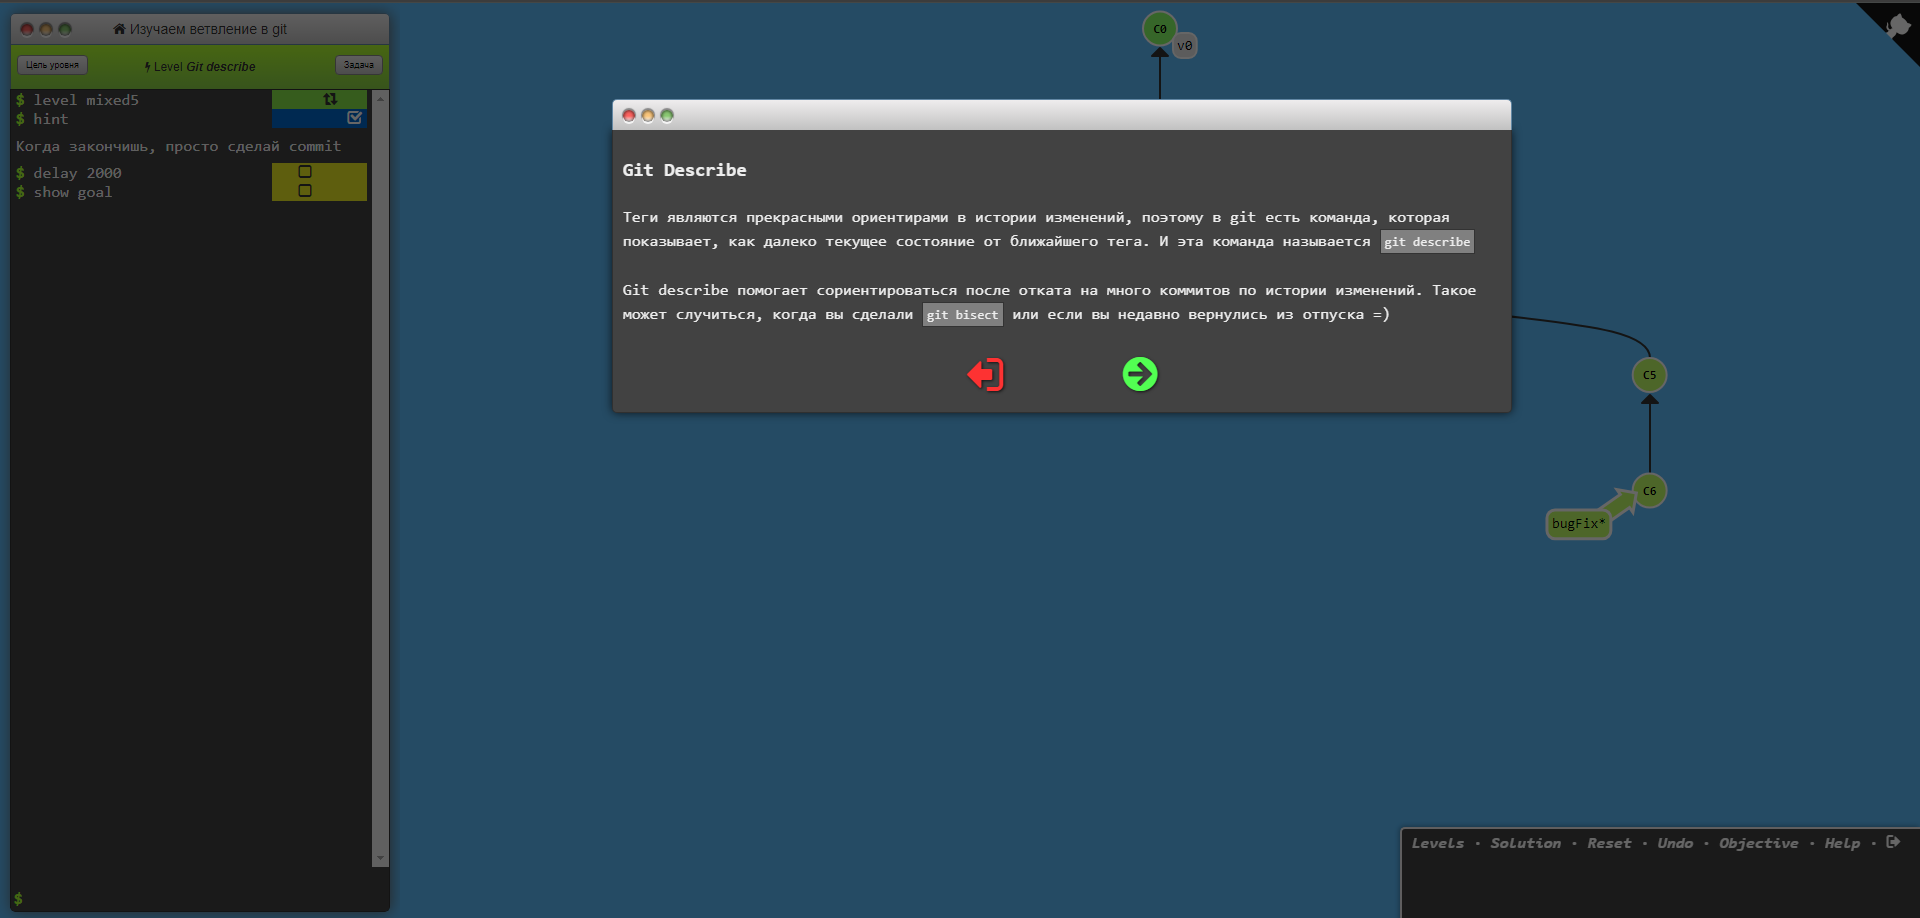 Изучаем ветвление в git
Цель уровня
Level Git describe
Задача
$ level mixed5
$ hint
Когда закончишь, просто сделай commit
$ delay 2000
$ show goal
$
C0
v0
Git Describe
Теги являются прекрасными ориентирами в истории изменений, поэтому в git есть команда, которая
показывает, как далеко текущее состояние от ближайшего тега. И эта команда называется git describe
Git describe помогает сориентироваться после отката на много коммитов по истории изменений. Такое
может случиться, когда вы сделали git bisect или если вы недавно вернулись из отпуска =)
C5
C6
bugFix*
Levels · Solution · Reset · Undo · Objective · Help ·